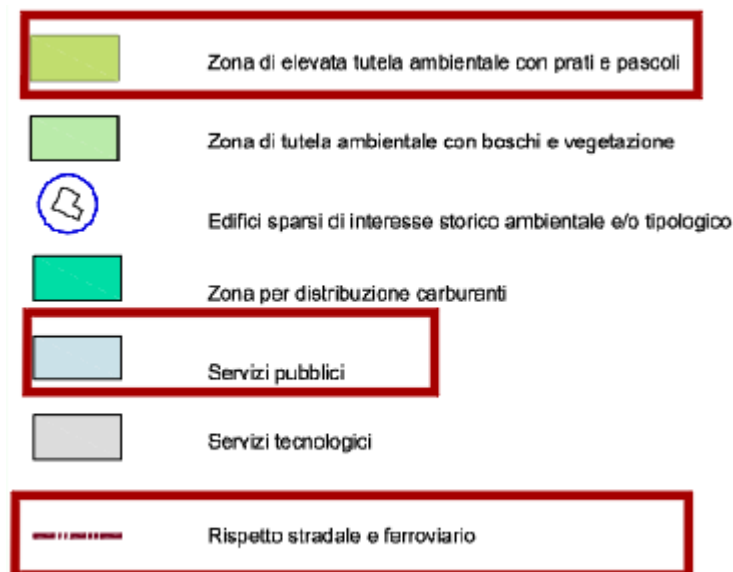 Zona di elevata tutela ambientale con prati e pascoli
Zona di tutela ambientale con boschi e vegetazione
Edifici sparsi di interesse storico ambientale e/o tipologico
Zona per distribuzione carburanti
Servizi pubblici
Servizi tecnologici
Rispetto stradale e ferroviario